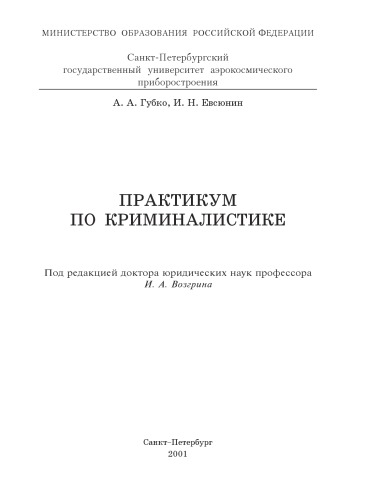 МИНИСТЕРСТВО ОБРАЗОВАНИЯ РОССИЙСКОЙ ФЕДЕРАЦИИ
Санкт-Петербургский
государственный университет аэрокосмического
приборостроения
А. А. Губко, И. Н. Евсюнин
ПРАКТИКУМ
ПО КРИМИНАЛИСТИКЕ
Под редакцией доктора юридических наук профессора
И. А. Возгрина
Санкт-Петербург
2001